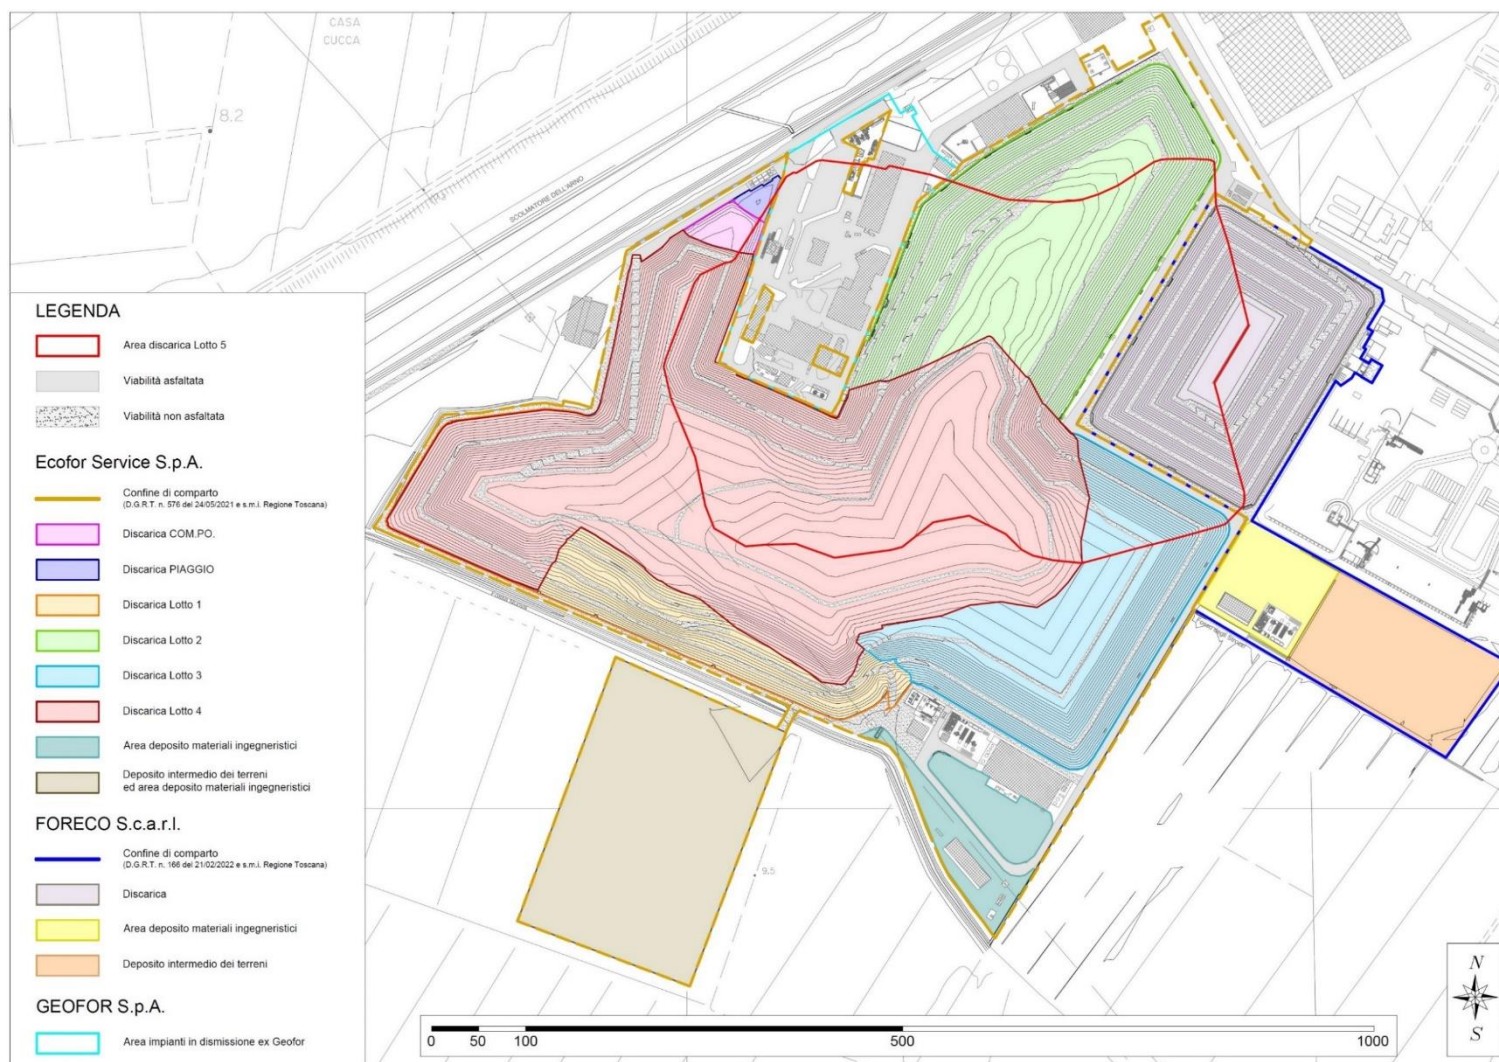 CASA
CUCCA
8.2
SCOLMATORE DELL'ARNO
LEGENDA
Area discarica Lotto 5
Viabilità asfaltata
Viabilità non asfaltata
Ecofor Service S.p.A.
Confine di comparto
(D.G.R.T. n. 576 del 24/05/2021 e s.m.i. Regione Toscana)
Discarica COM.PO.
Discarica PIAGGIO
Discarica Lotto 1
Discarica Lotto 2
Discarica Lotto 3
Discarica Lotto 4
Area deposito materiali ingegneristici
Deposito intermedio dei terreni
ed area deposito materiali ingegneristici
FORECO S.c.a.r.l.
Confine di comparto
(D.G.R.T. n. 166 del 21/02/2022 e s.m.i. Regione Toscana)
Discarica
Area deposito materiali ingegneristici
Deposito intermedio dei terreni
GEOFOR S.p.A.
Area impianti in dismissione ex Geofor
9.5
N
S
0 50 100 500 1000